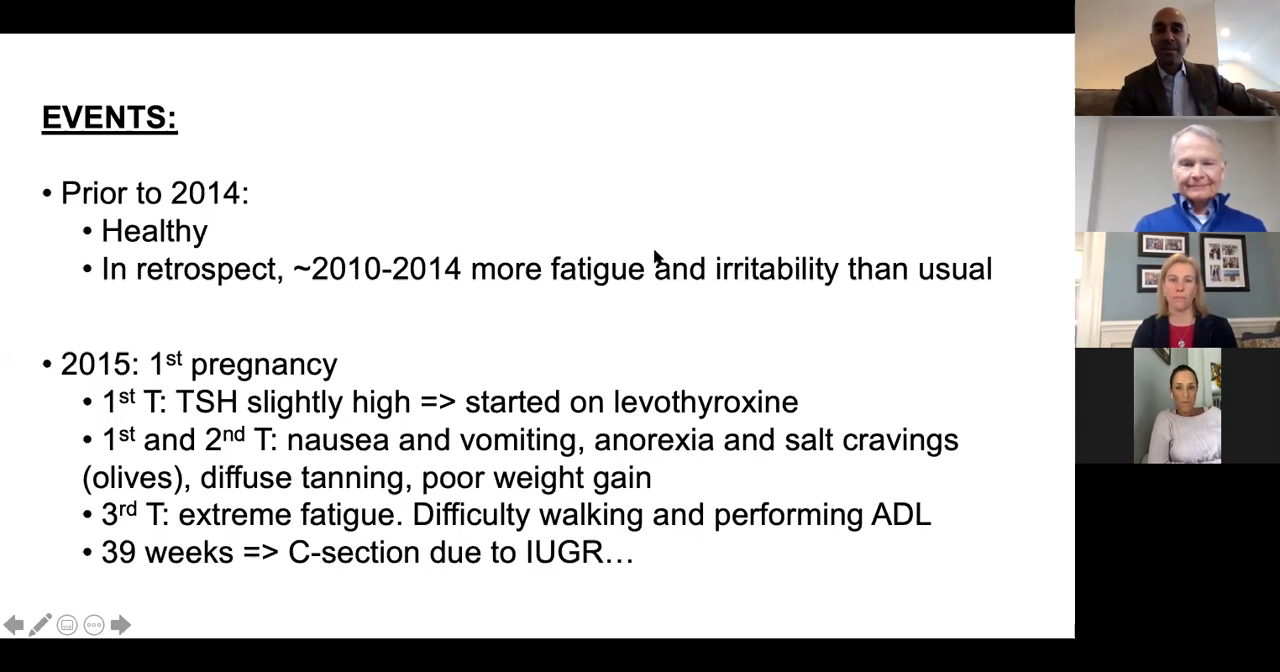 EVENTS:
• Prior to 2014:
• Healthy
• In retrospect, ~2010-2014 more fatigue and irritability than usual
• 2015: 1st pregnancy
• 1st T: TSH slightly high => started on levothyroxine
• 1st and 2nd T: nausea and vomiting, anorexia and salt cravings
(olives), diffuse tanning, poor weight gain
• 3rd T: extreme fatigue. Difficulty walking and performing ADL
• 39 weeks => C-section due to IUGR…